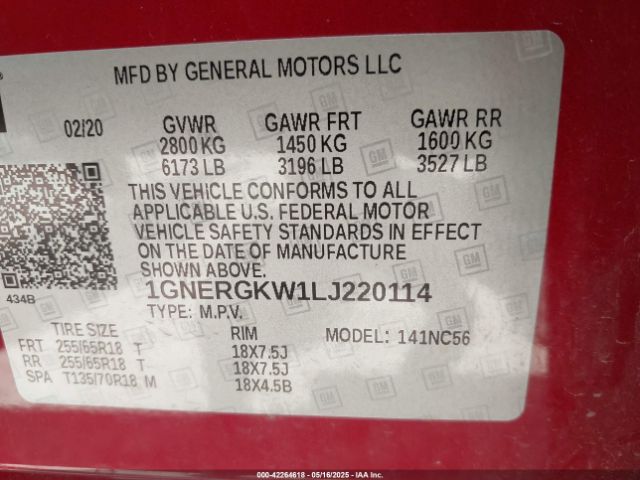 MFD BY GENERAL MOTORS LLC
02/20 GVWR GAWR FRT GAWR RR
2800 KG 1450 KG 1600 KG
6173 LB 3196 LB 3527 LB
THIS VEHICLE CONFORMS TO ALL
APPLICABLE U.S. FEDERAL MOTOR
VEHICLE SAFETY STANDARDS IN EFFECT
ON THE DATE OF MANUFACTURE
SHOWN ABOVE.
434B 1GNERGKW1LJ220114
TYPE: M.P.V.
TIRE SIZE RIM 141NC56
FRT 255/65R18 T 18X7.5J
RR 255/65R18 T 18X7.5J
SPA T135/70R18 M 18X4.5B
000-42264618 - 05/16/2025 - IAA Inc.